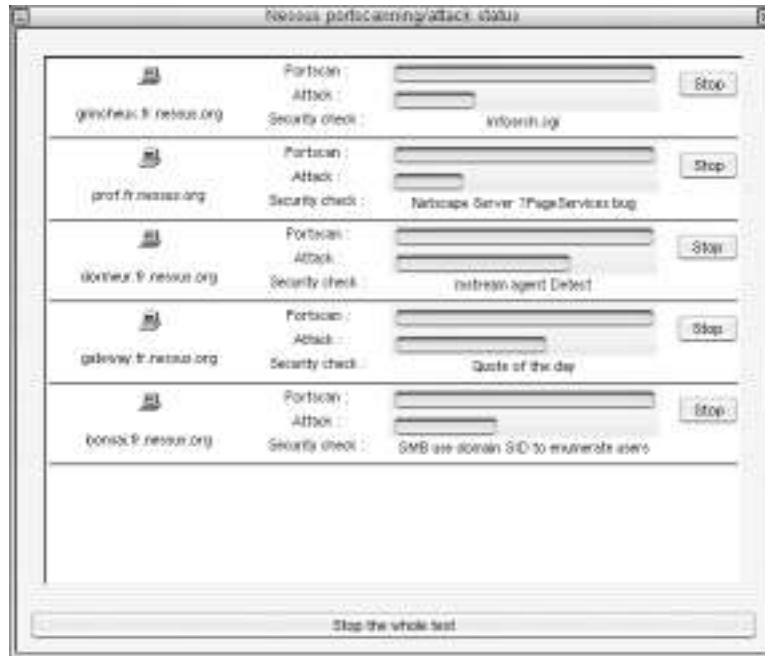 Nessus portscanning/attack status
Portscan :
Attack :
Security check :
grincheux.fr.nessus.org
infosrch.cgi
Stop
Portscan :
Attack :
Security check :
prof.fr.nessus.org
Netscape Server ?PageServices bug
Stop
Portscan :
Attack :
Security check :
dormeur.fr.nessus.org
mstream agent Detect
Stop
Portscan :
Attack :
Security check :
gateway.fr.nessus.org
Quote of the day
Stop
Portscan :
Attack :
Security check :
bonsai.fr.nessus.org
SMB use domain SID to enumerate users
Stop
Stop the whole test